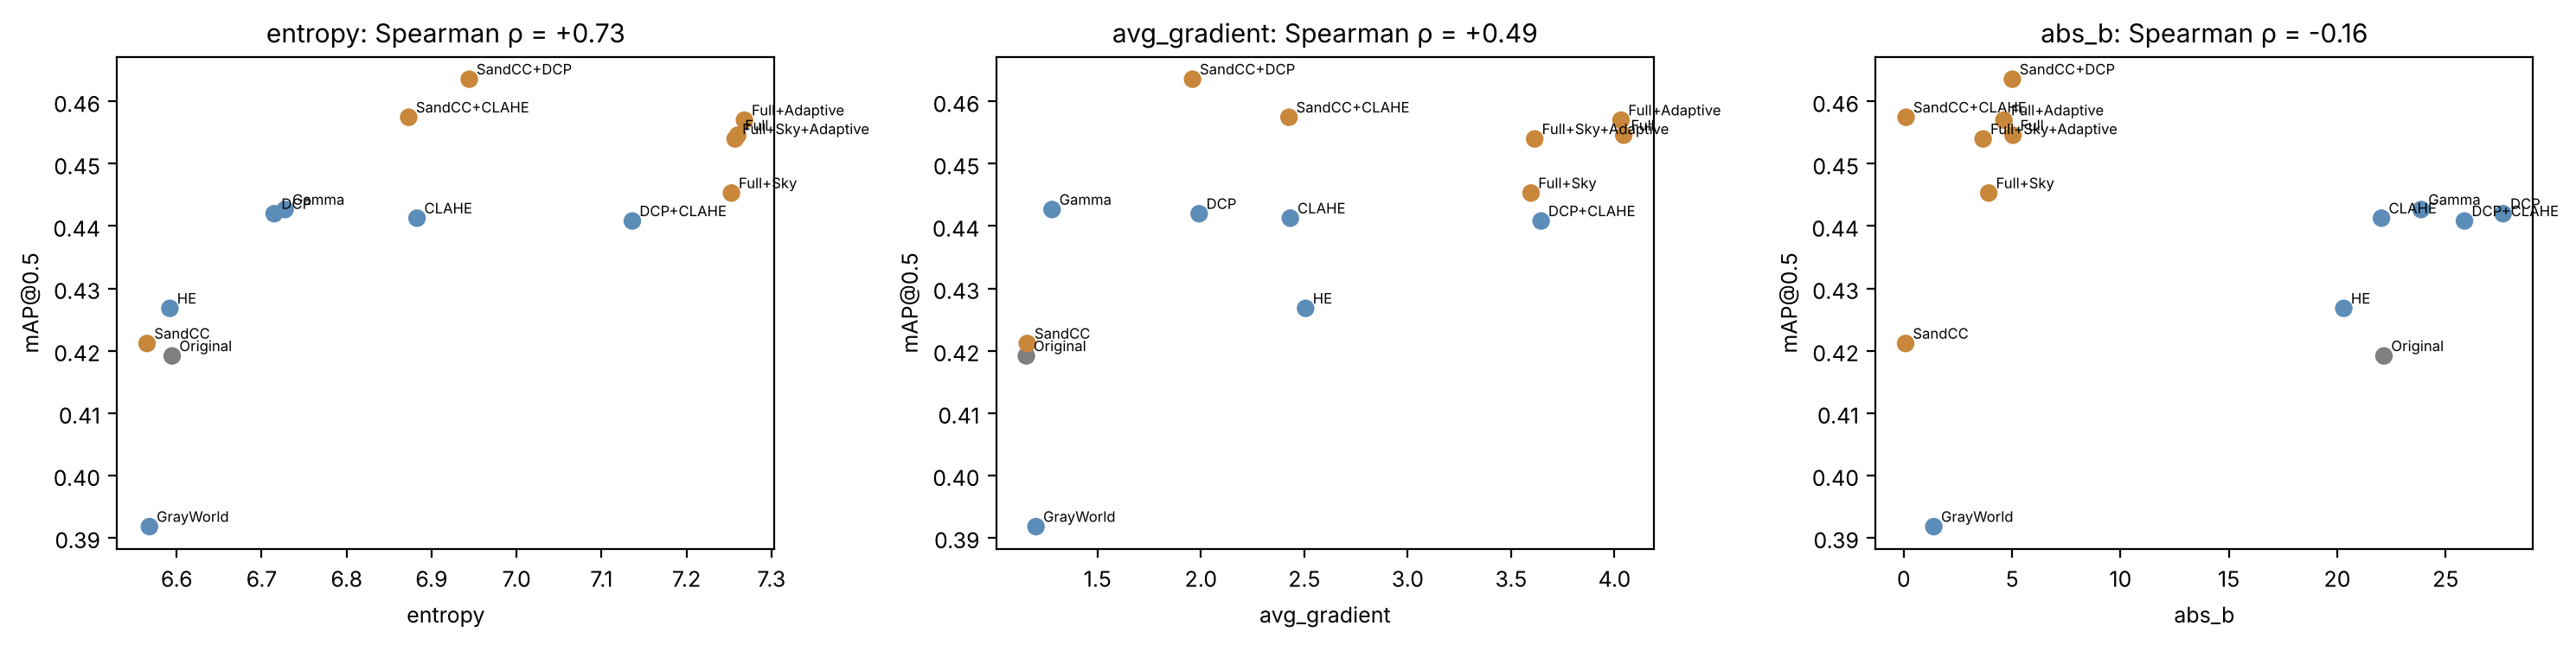 entropy: Spearman ρ = +0.73
mAP@0.5
0.46
0.45
0.44
0.43
0.42
0.41
0.40
0.39
SandCC+DCP
SandCC+CLAHE
Full+Adaptive
Full
Full+Sky+Adaptive
Full+Sky
Gamma
DCP
CLAHE
DCP+CLAHE
HE
SandCC
Original
GrayWorld
6.6 6.7 6.8 6.9 7.0 7.1 7.2 7.3
entropy
avg_gradient: Spearman ρ = +0.49
mAP@0.5
0.46
0.45
0.44
0.43
0.42
0.41
0.40
0.39
SandCC+DCP
SandCC+CLAHE
Full+Adaptive
Full
Full+Sky+Adaptive
Full+Sky
Gamma
DCP
CLAHE
DCP+CLAHE
HE
SandCC
Original
GrayWorld
1.5 2.0 2.5 3.0 3.5 4.0
avg_gradient
abs_b: Spearman ρ = -0.16
mAP@0.5
0.46
0.45
0.44
0.43
0.42
0.41
0.40
0.39
SandCC+DCP
SandCC+CLAHE
Full+Adaptive
Full
Full+Sky+Adaptive
Full+Sky
CLAHE
Gamma
DCP
DCP+CLAHE
HE
SandCC
Original
GrayWorld
0 5 10 15 20 25
abs_b